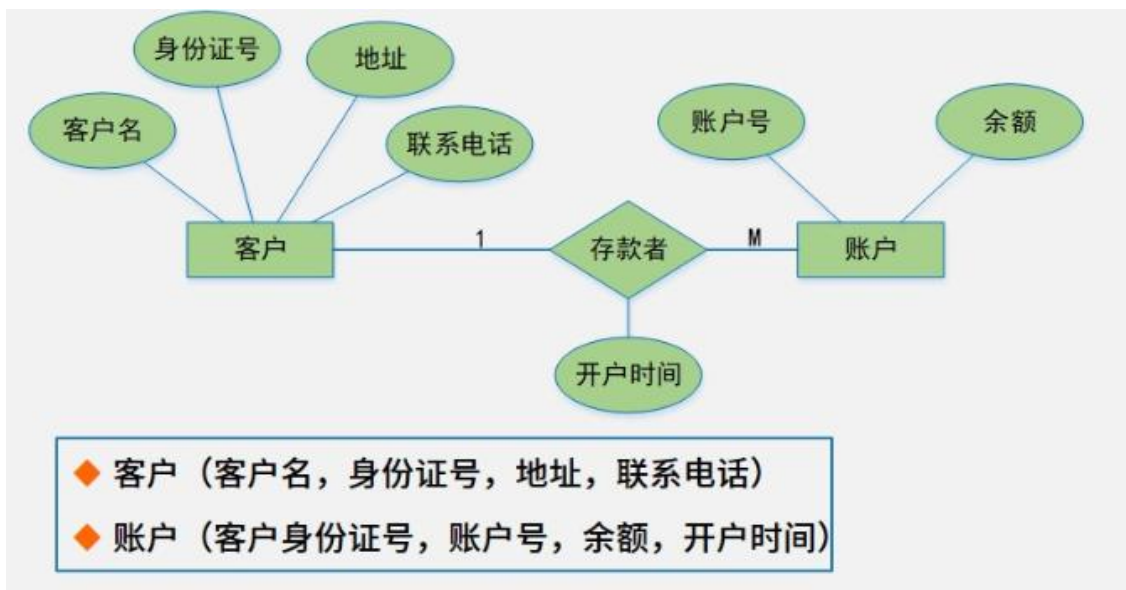 身份证号
地址
客户名
联系电话
账户号
余额
客户
1
存款者
M
账户
开户时间
客户（客户名，身份证号，地址，联系电话）
账户（客户身份证号，账户号，余额，开户时间）